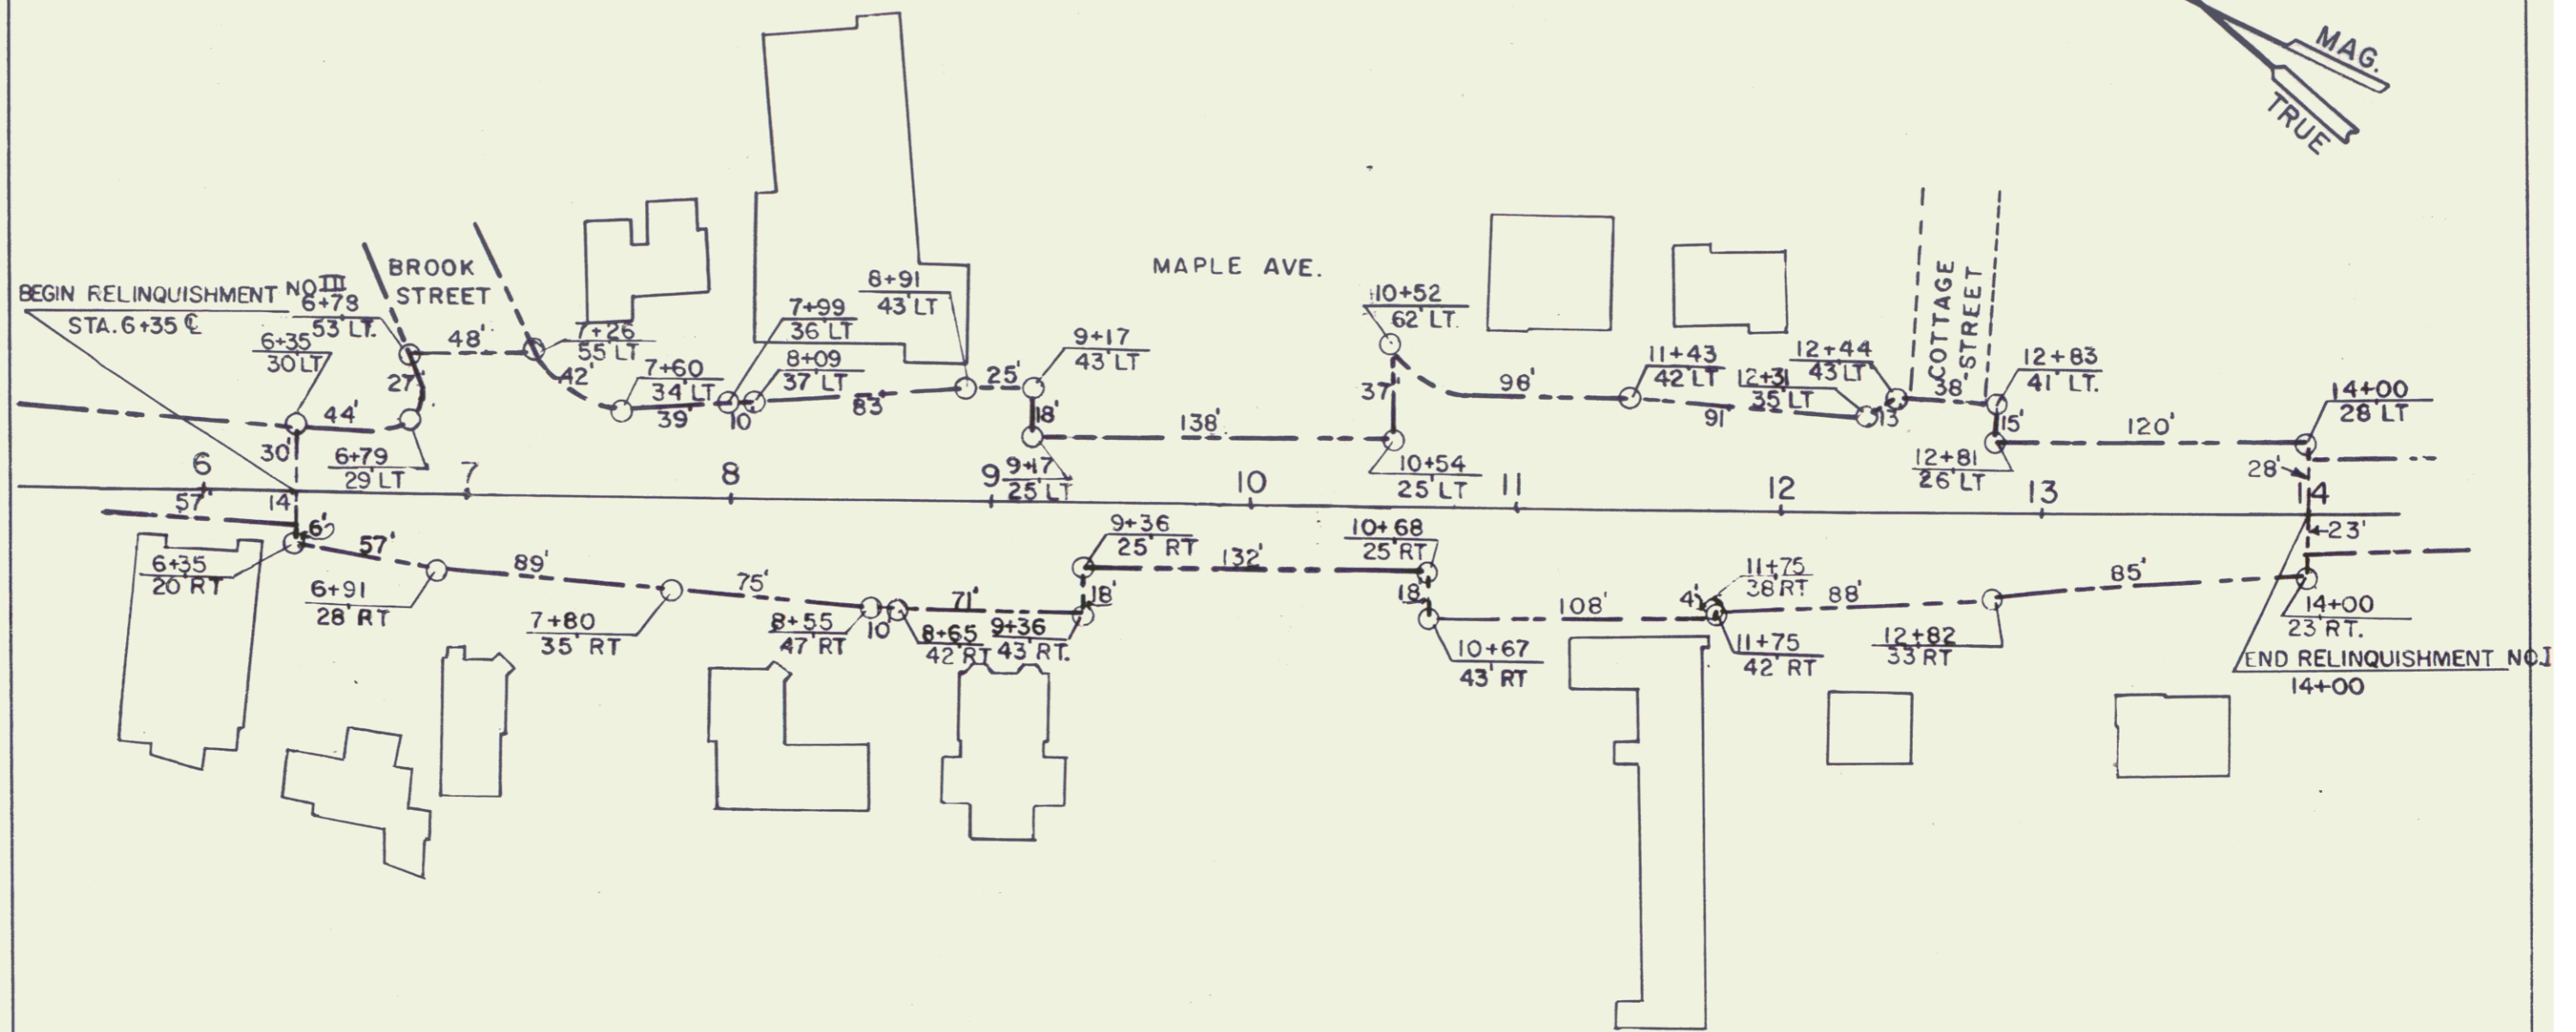 MAG.
TRUE
BROOK
STREET
MAPLE AVE.
COTTAGE
STREET
BEGIN RELINQUISHMENT NO III
STA. 6+35 ℄
6+78
53' LT.
6+35
30 LT
48'
7+26
55' LT
27'
42'
7+60
34' LT
7+99
36' LT
8+09
37' LT
8+91
43' LT
9+17
43' LT
10+52
62' LT.
11+43
42' LT
12+44
43' LT
12+31
35' LT
12+83
41' LT.
14+00
28' LT
44'
39'
10'
83'
25'
18'
138'
37'
98'
91'
13'
38'
15'
120'
30'
6+79
29' LT
9+17
25' LT
10+54
25' LT
12+81
26' LT
28'
6
7
8
9
10
11
12
13
14
57'
14'
6'
23'
6+35
20' RT
57'
6+91
28' RT
89'
7+80
35' RT
75'
8+55
47' RT
10'
8+65
42' RT
71'
9+36
43' RT.
18'
9+36
25' RT
132'
10+68
25' RT
18'
10+67
43' RT
108'
4'
11+75
38' RT
11+75
42' RT
88'
12+82
33' RT
85'
14+00
23' RT.
END RELINQUISHMENT NO.I
14+00